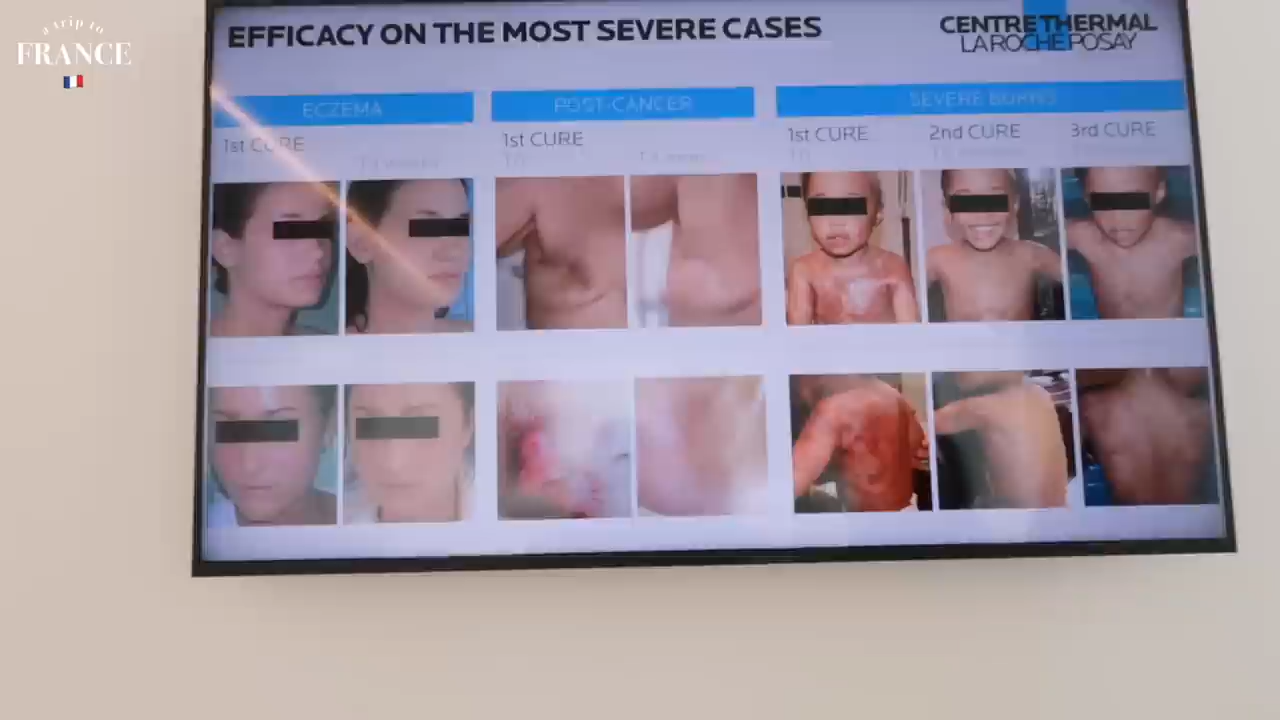 a trip to
FRANCE
EFFICACY ON THE MOST SEVERE CASES
CENTRE THERMAL
LA ROCHE POSAY
ECZEMA
POST-CANCER
SEVERE BURNS
1st CURE
1st CURE
1st CURE
2nd CURE
3rd CURE